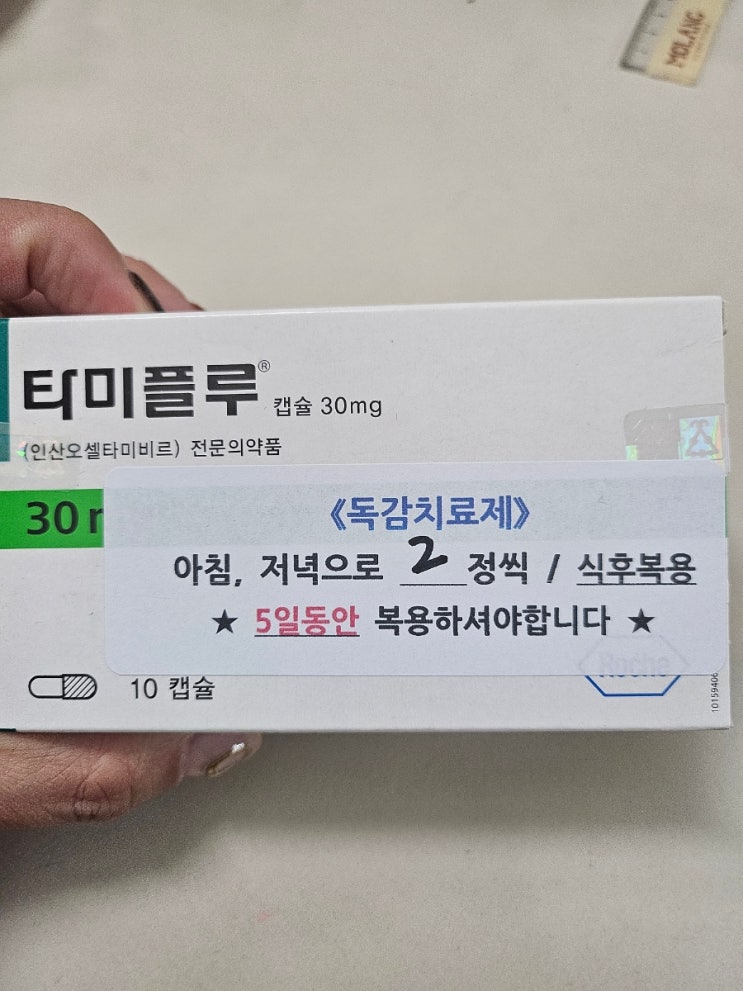 MOLANG
타미플루® 캡슐 30mg
(인산오셀타미비르) 전문의약품
30
《독감치료제》
아침, 저녁으로 2 정씩 / 식후복용
★ 5일동안 복용하셔야합니다 ★
Roche
10 캡슐
10159406